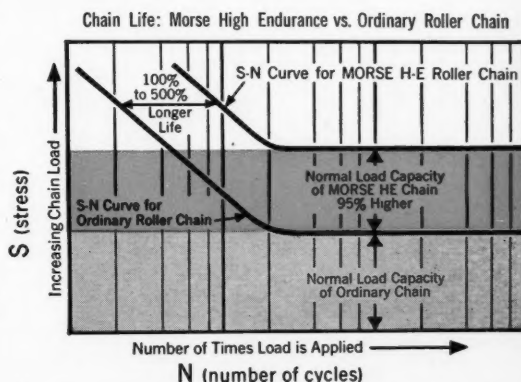 Chain Life: Morse High Endurance vs. Ordinary Roller Chain
100%
to 500%
Longer
Life
S-N Curve for MORSE H-E Roller Chain
Normal Load Capacity
of MORSE HE Chain
95% Higher
S-N Curve for
Ordinary Roller Chain
Normal Load Capacity
of Ordinary Chain
S (stress)
Increasing Chain Load
Number of Times Load is Applied
N (number of cycles)